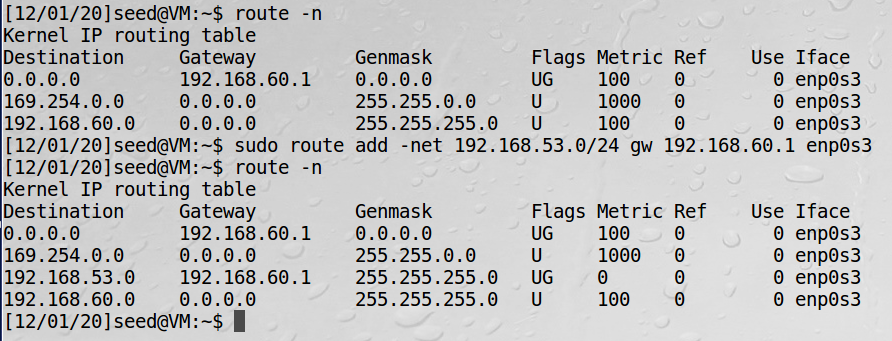 [12/01/20]seed@VM:~$ route -n
Kernel IP routing table
Destination     Gateway         Genmask         Flags Metric Ref    Use Iface
0.0.0.0         192.168.60.1    0.0.0.0         UG    100    0        0 enp0s3
169.254.0.0     0.0.0.0         255.255.0.0     U     1000   0        0 enp0s3
192.168.60.0    0.0.0.0         255.255.255.0   U     100    0        0 enp0s3
[12/01/20]seed@VM:~$ sudo route add -net 192.168.53.0/24 gw 192.168.60.1 enp0s3
[12/01/20]seed@VM:~$ route -n
Kernel IP routing table
Destination     Gateway         Genmask         Flags Metric Ref    Use Iface
0.0.0.0         192.168.60.1    0.0.0.0         UG    100    0        0 enp0s3
169.254.0.0     0.0.0.0         255.255.0.0     U     1000   0        0 enp0s3
192.168.53.0    192.168.60.1    255.255.255.0   UG    0      0        0 enp0s3
192.168.60.0    0.0.0.0         255.255.255.0   U     100    0        0 enp0s3
[12/01/20]seed@VM:~$